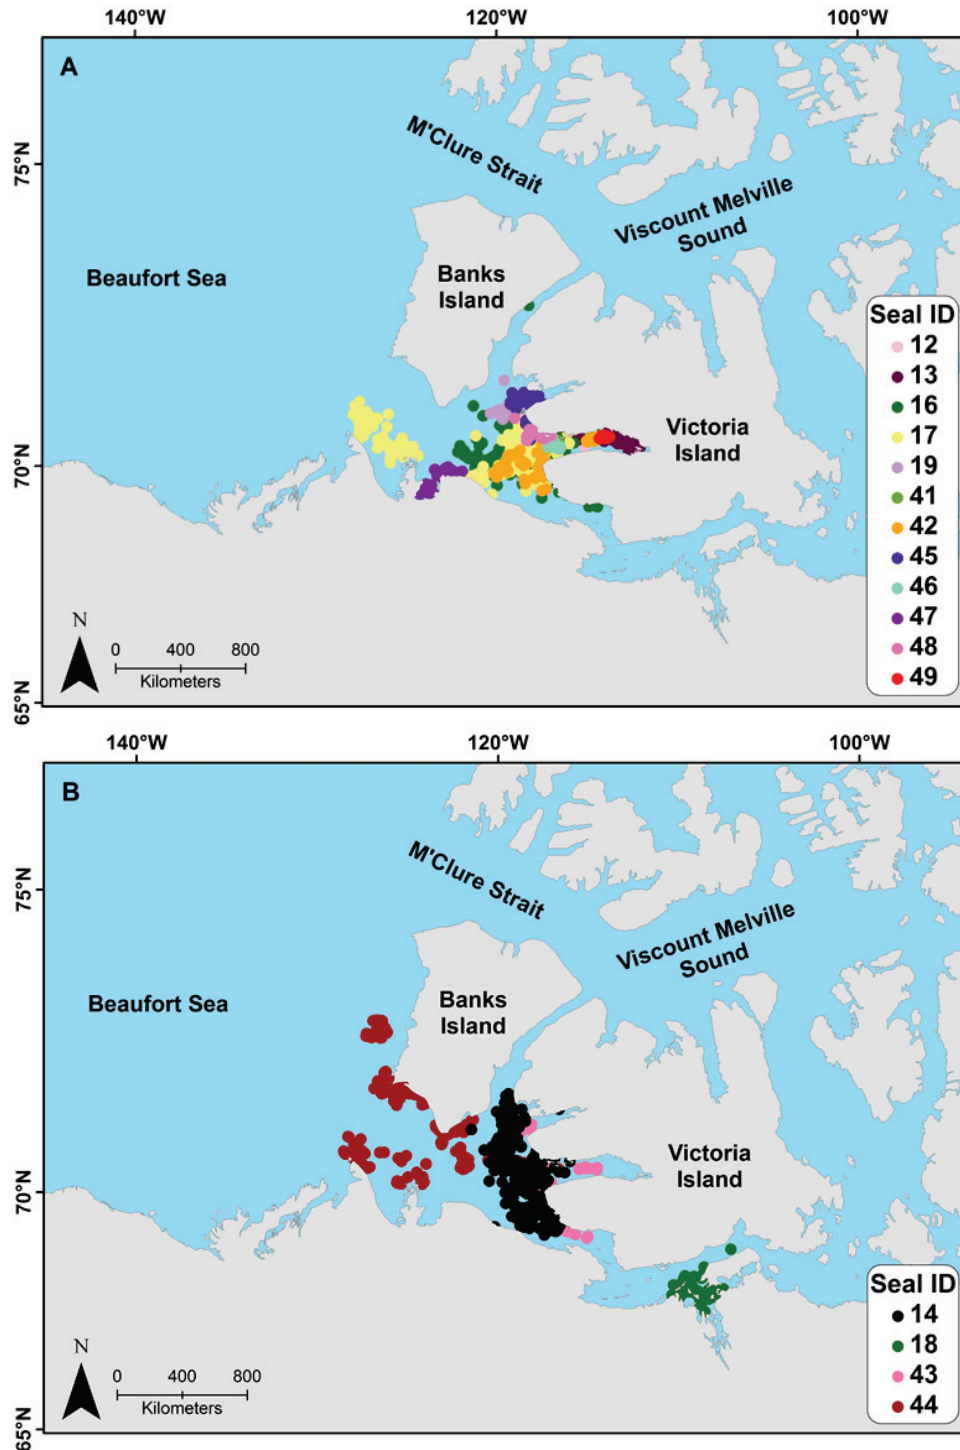 140°W 120°W 100°W
A
M'Clure Strait
75°N
Viscount Melville
Sound
Beaufort Sea
Banks
Island
Seal ID
12
13
16
17
19
41
42
45
46
47
48
49
Victoria
Island
70°N
N
0 400 800
Kilometers
65°N
140°W 120°W 100°W
B
M'Clure Strait
75°N
Viscount Melville
Sound
Beaufort Sea
Banks
Island
Victoria
Island
70°N
Seal ID
14
18
43
44
N
0 400 800
Kilometers
65°N